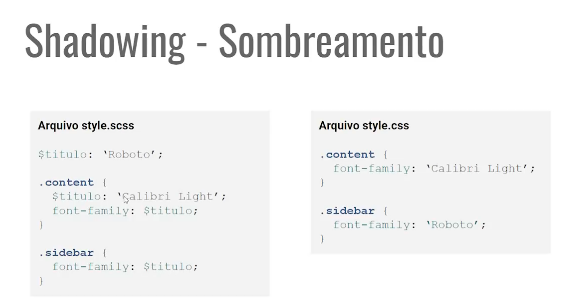 Shadowing - Sombreamento
Arquivo style.scss
$titulo: ‘Roboto’;
.content {
$titulo: ‘Calibri Light’;
font-family: $titulo;
}
.sidebar {
font-family: $titulo;
}
Arquivo style.css
.content {
font-family: ‘Calibri Light’;
}
.sidebar {
font-family: ‘Roboto’;
}